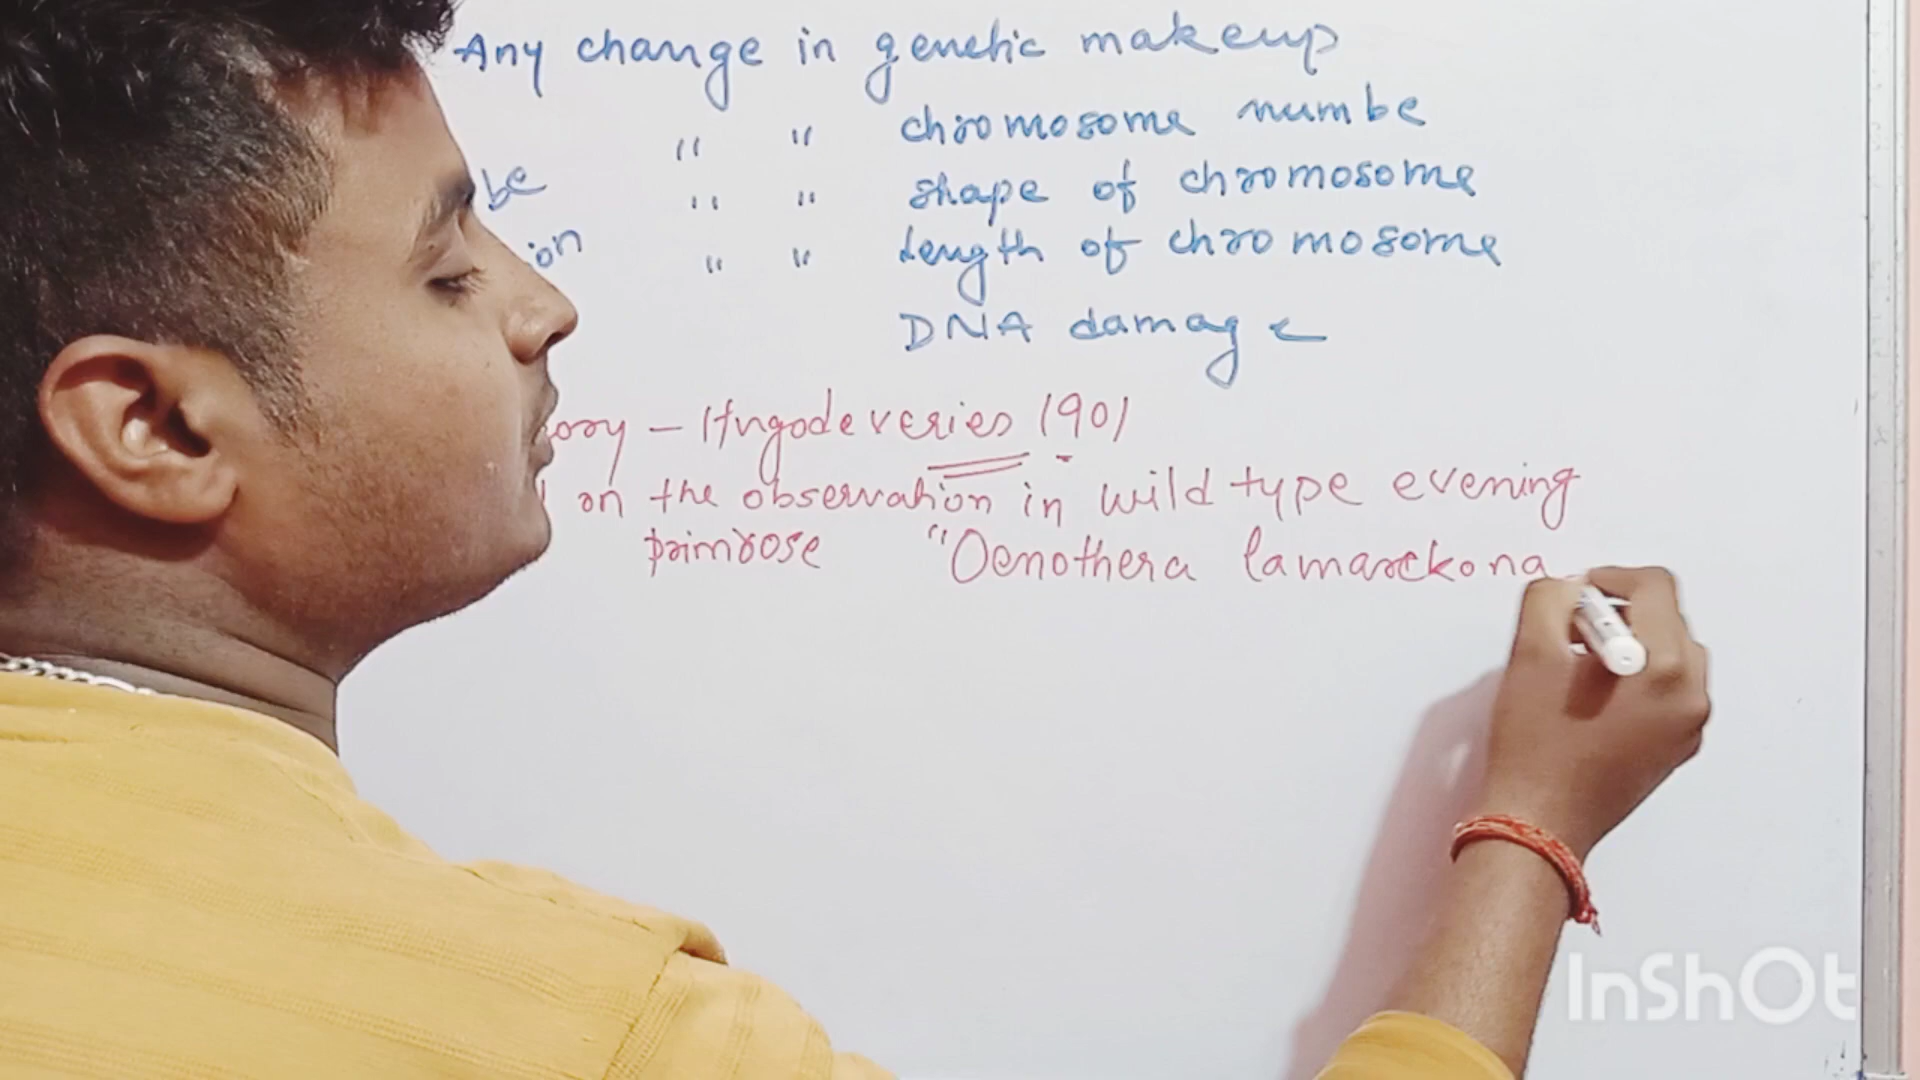 Any change in genetic makeup
" " chromosome numbe
be " " shape of chromosome
ion " " Length of chromosome
DNA damage
ory - Hugodeveries 1901
on the observation in wild type evening
primrose "Oenothera lamarckona
InShOt